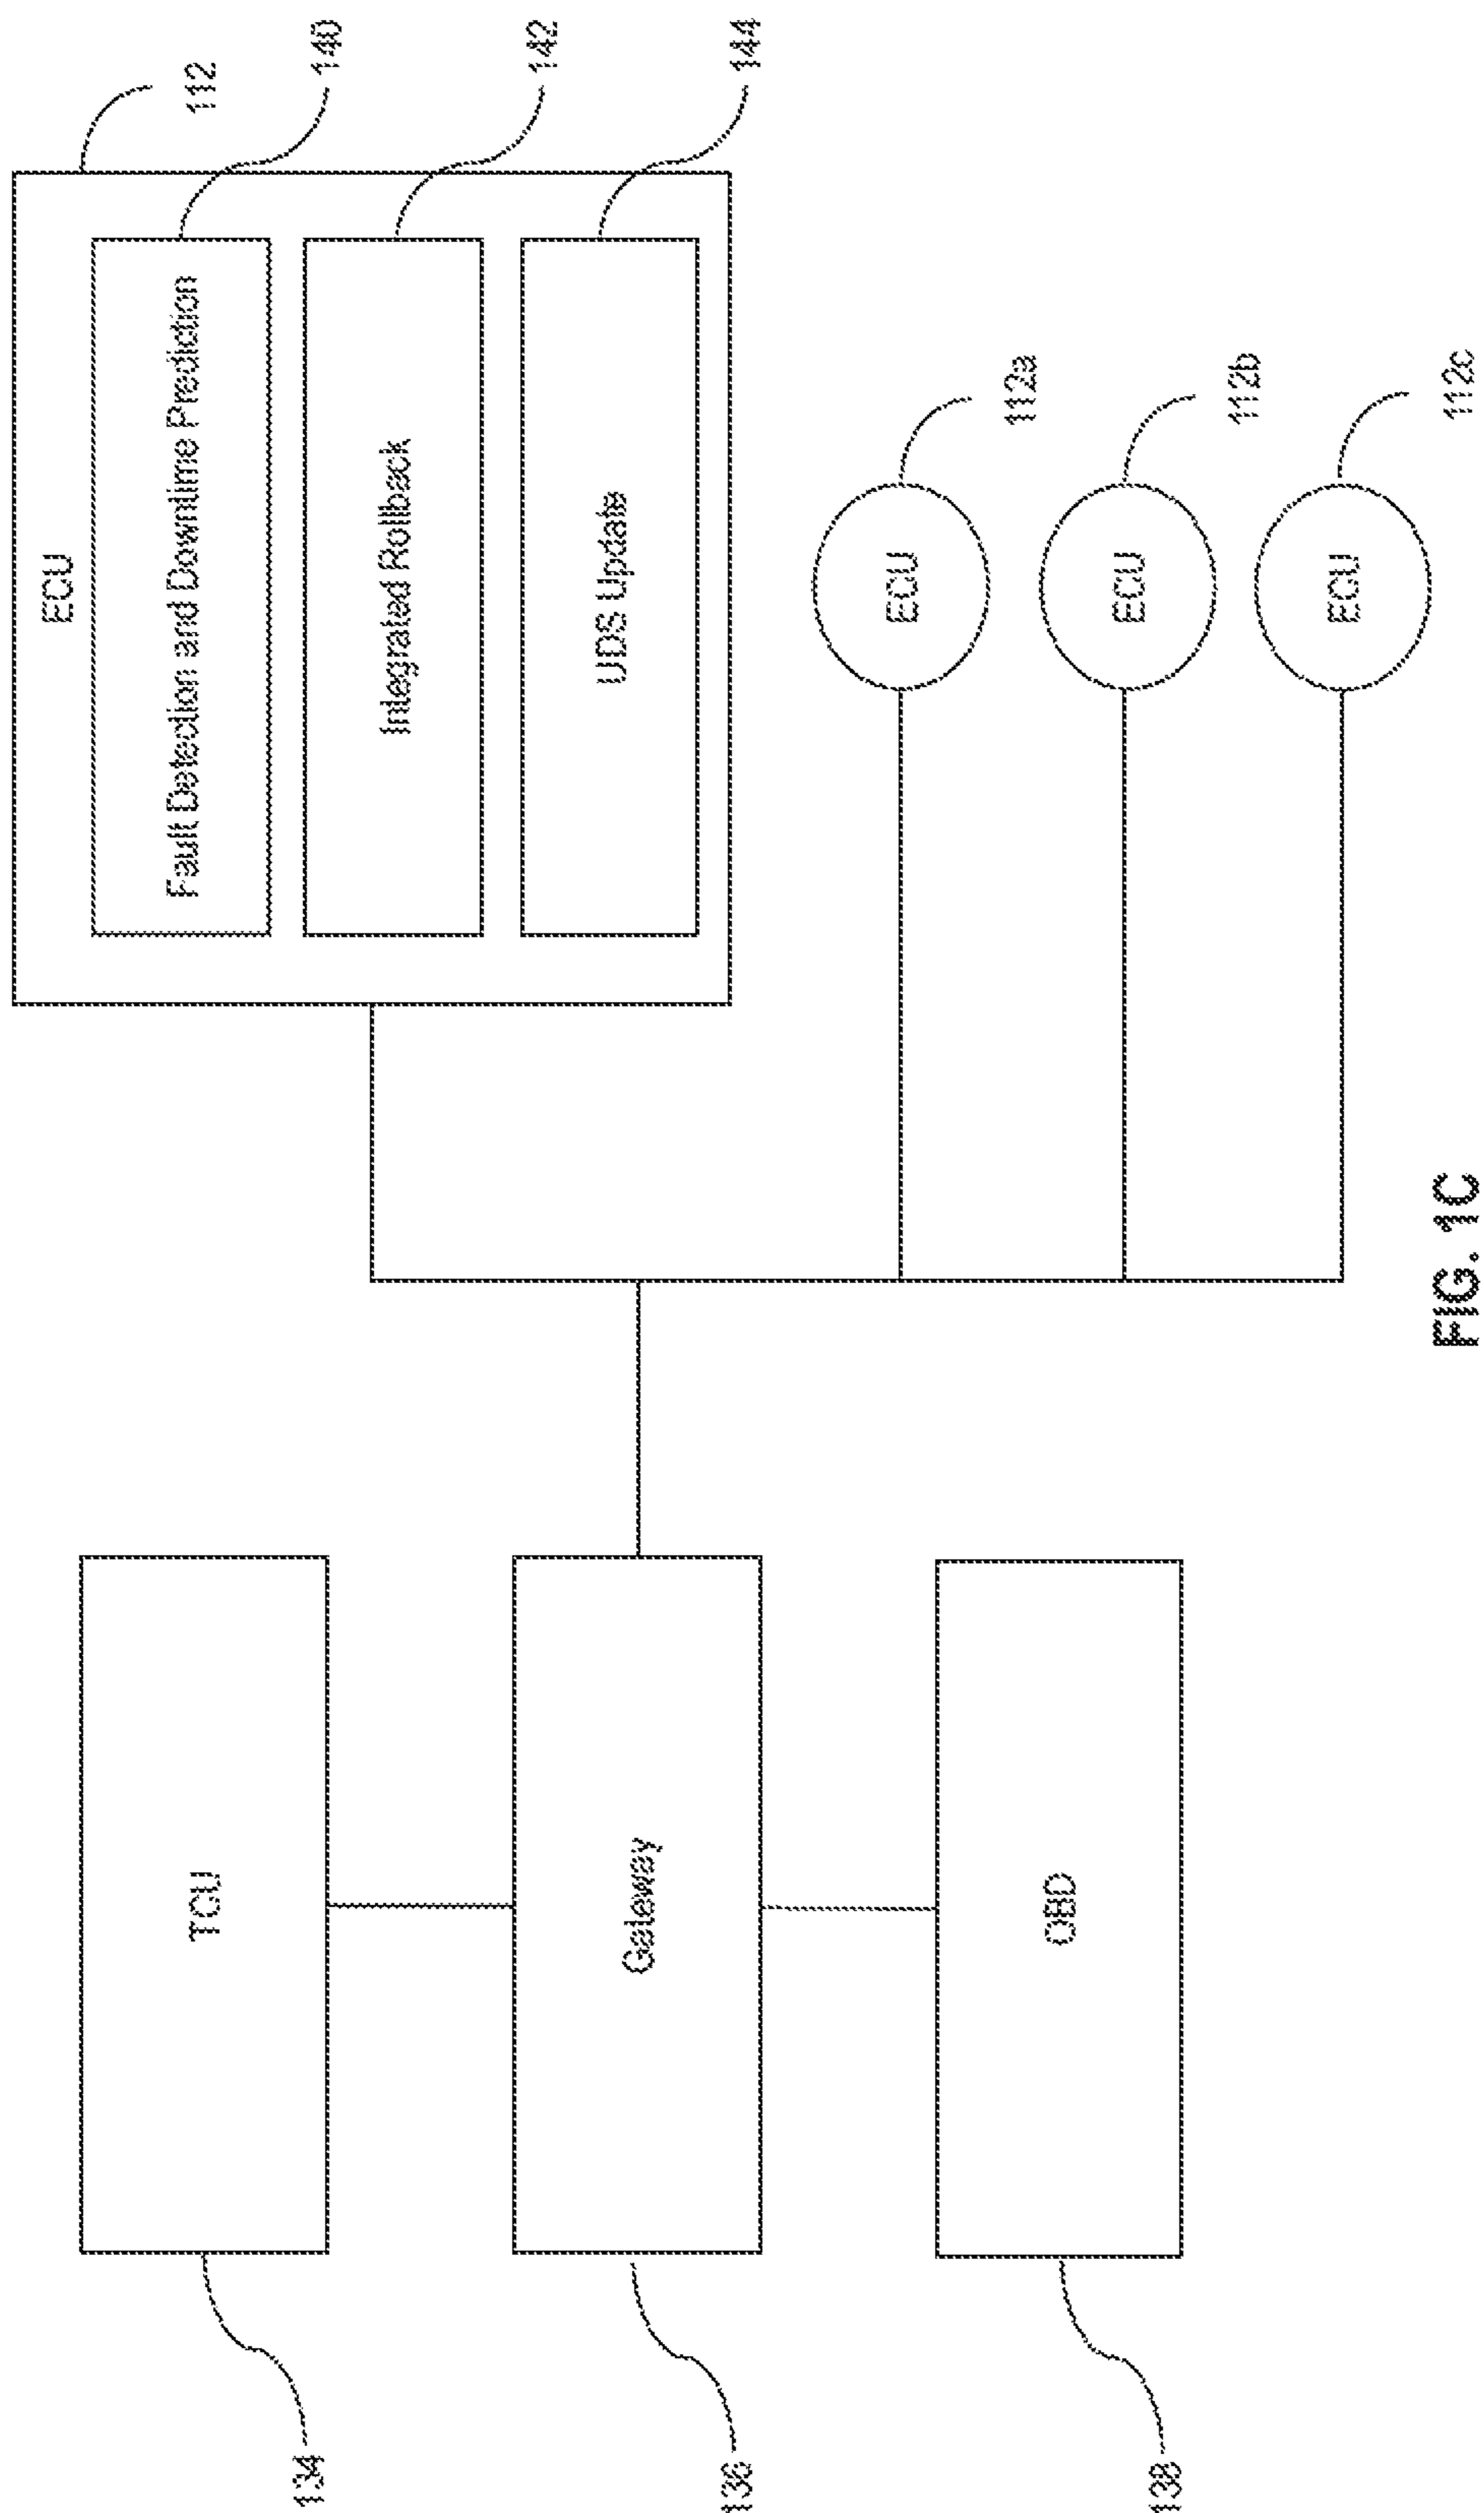 TCU
134
Gateway
136
OBD
138
ECU
112
Fault Detection and Downtime Prediction
140
Integrated Rollback
142
UDS Update
144
ECU
112a
ECU
112b
ECU
112c
FIG. 1C